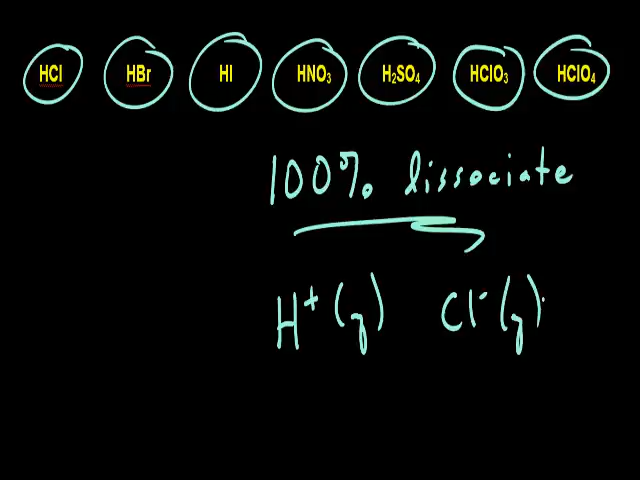 HCl HBr HI HNO₃ H₂SO₄ HClO₃ HClO₄
100% dissociate
H⁺ (g) Cl⁻ (g)